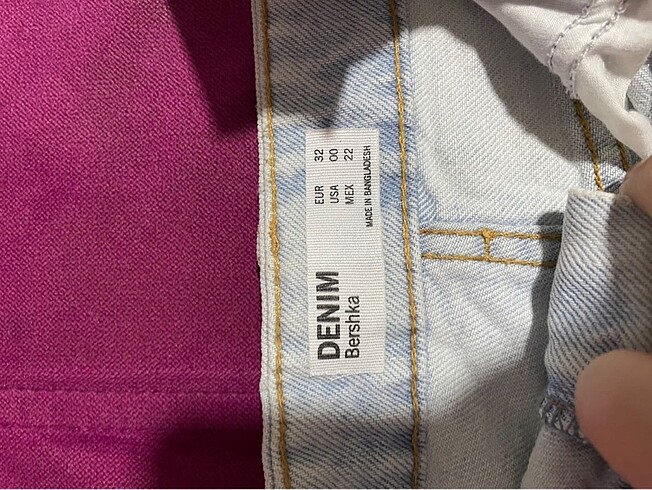 DENIM
Bershka
EUR 32
USA 00
MEX 22
MADE IN BANGLADESH